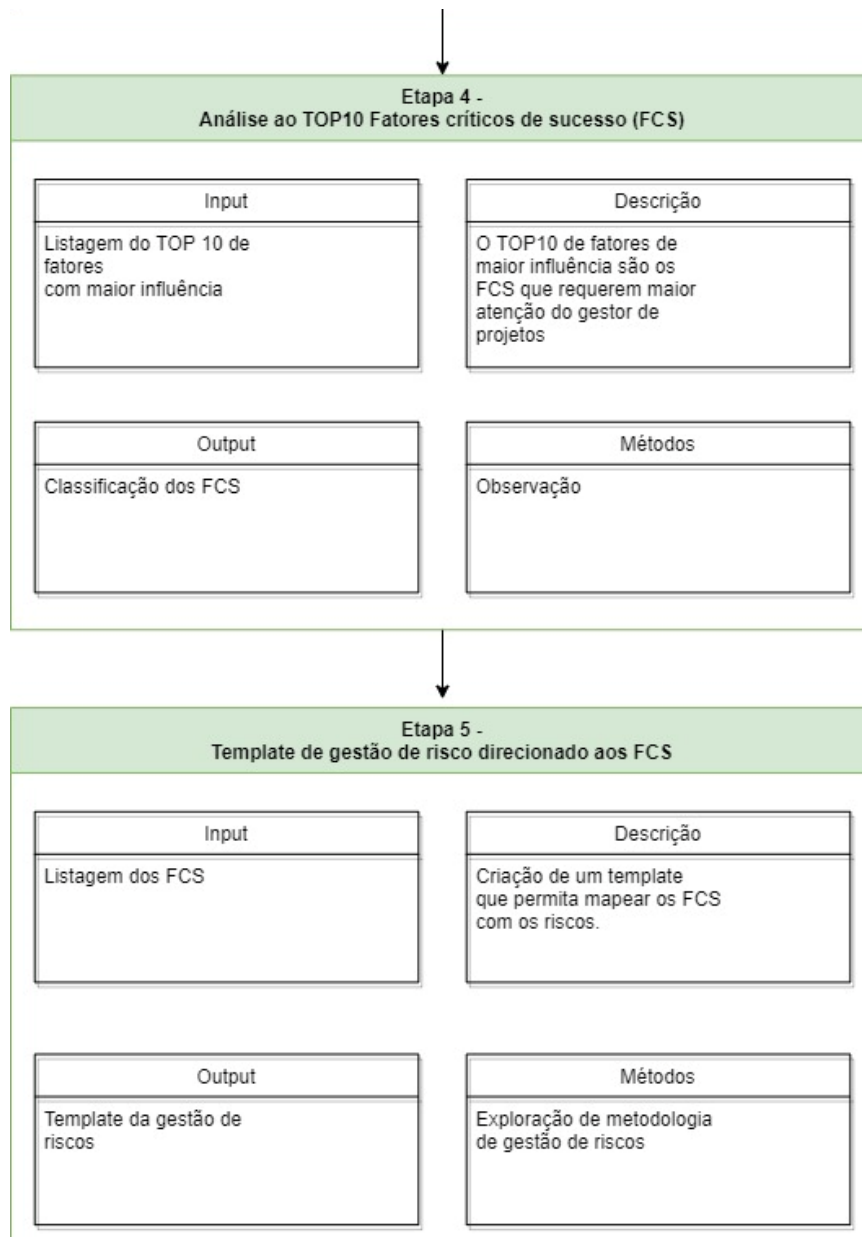 Etapa 4 -
Análise ao TOP10 Fatores críticos de sucesso (FCS)
Input
Listagem do TOP 10 de
fatores
com maior influência
Descrição
O TOP10 de fatores de
maior influência são os
FCS que requerem maior
atenção do gestor de
projetos
Output
Classificação dos FCS
Métodos
Observação
Etapa 5 -
Template de gestão de risco direcionado aos FCS
Input
Listagem dos FCS
Descrição
Criação de um template
que permita mapear os FCS
com os riscos.
Output
Template da gestão de
riscos
Métodos
Exploração de metodologia
de gestão de riscos